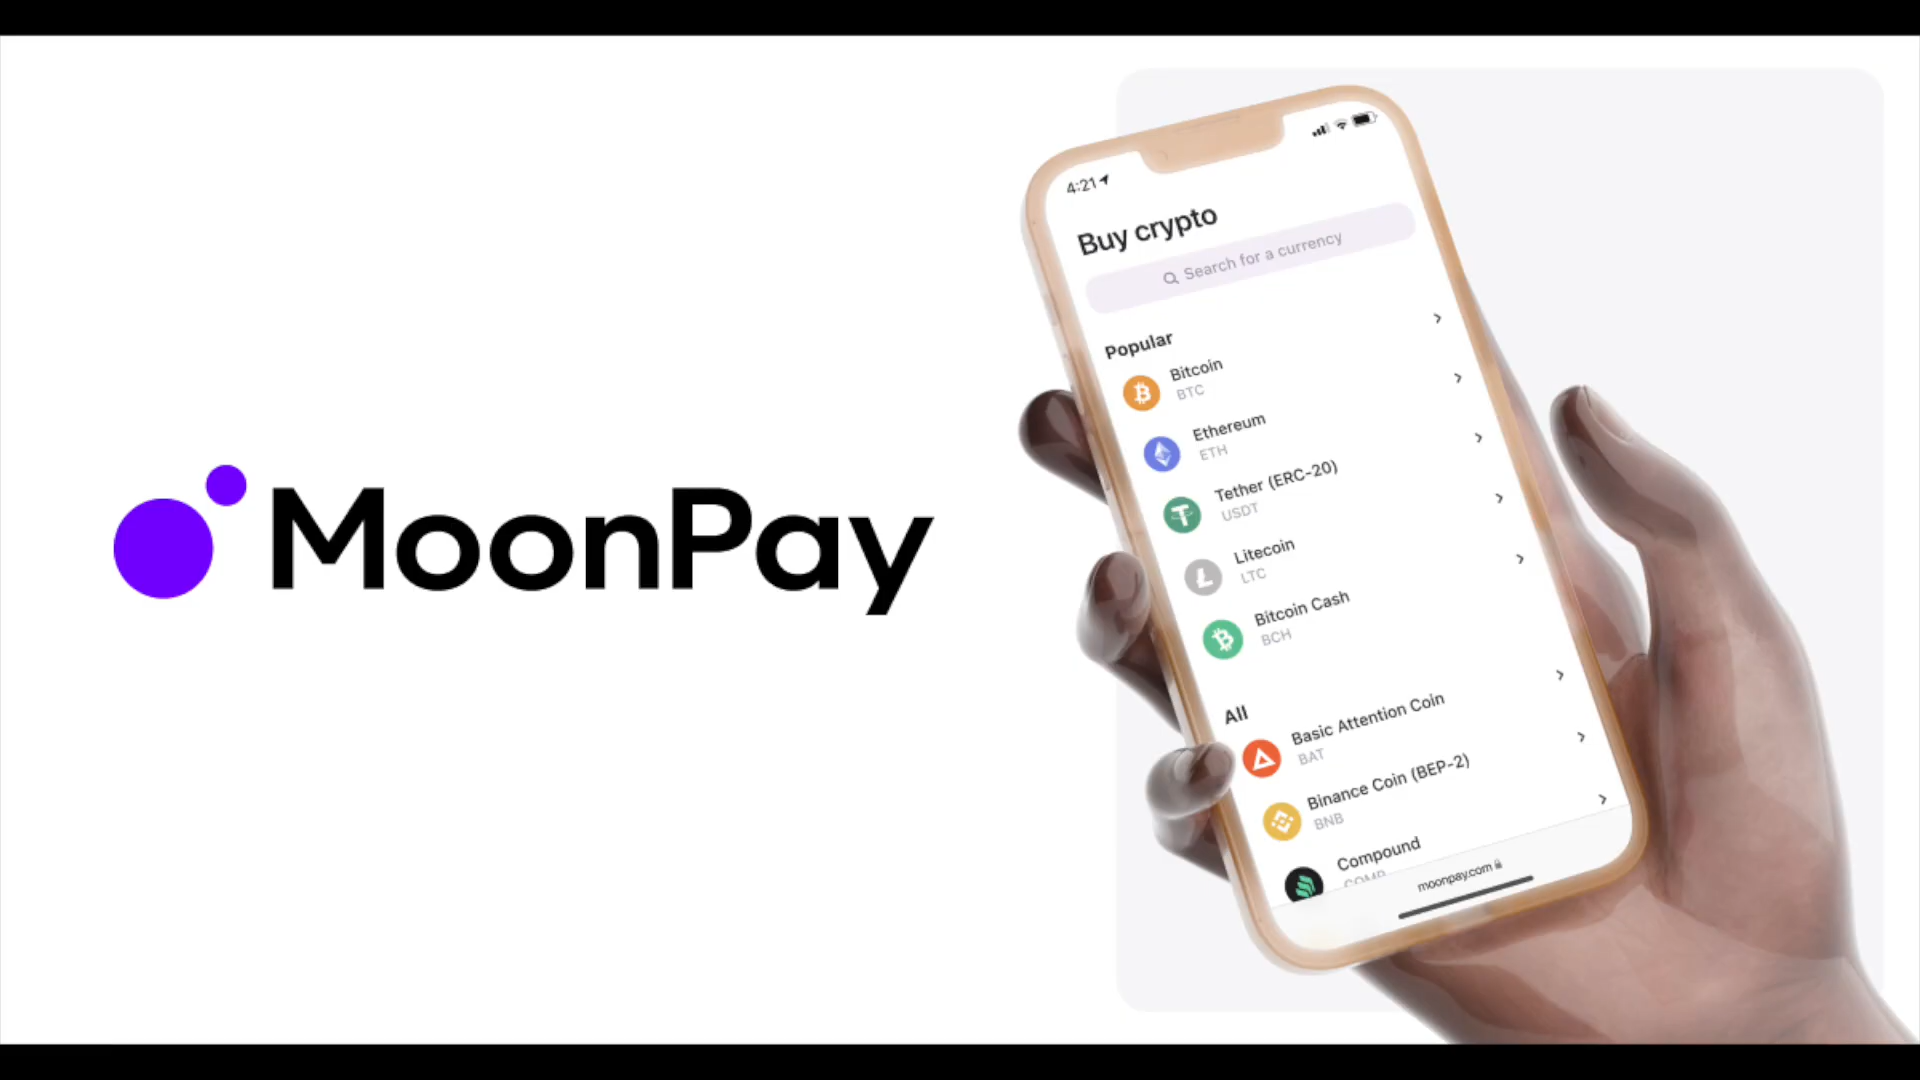 MoonPay
4:21
Buy crypto
Search for a currency
Popular
Bitcoin
BTC
Ethereum
ETH
Tether (ERC-20)
USDT
Litecoin
LTC
Bitcoin Cash
BCH
All
Basic Attention Coin
BAT
Binance Coin (BEP-2)
BNB
Compound
COMP
moonpay.com